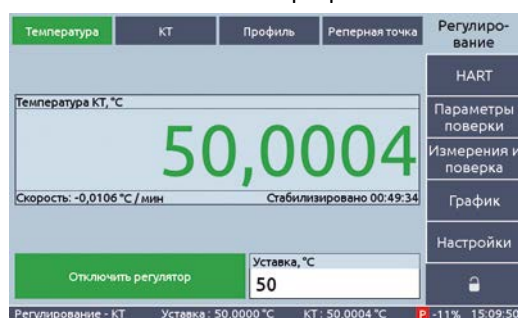 Температура КТ Профиль Реперная точка
Регулиро-
вание
HART
Параметры
поверки
Измерения и
поверка
График
Настройки
Температура КТ, °C
50,0004
Скорость: -0,0106 °C / мин Стабилизировано 00:49:34
Отключить регулятор
Уставка, °C
50
Регулирование - КТ Уставка : 50.0000 °C КТ : 50.0004 °C P -11% 15:09:50